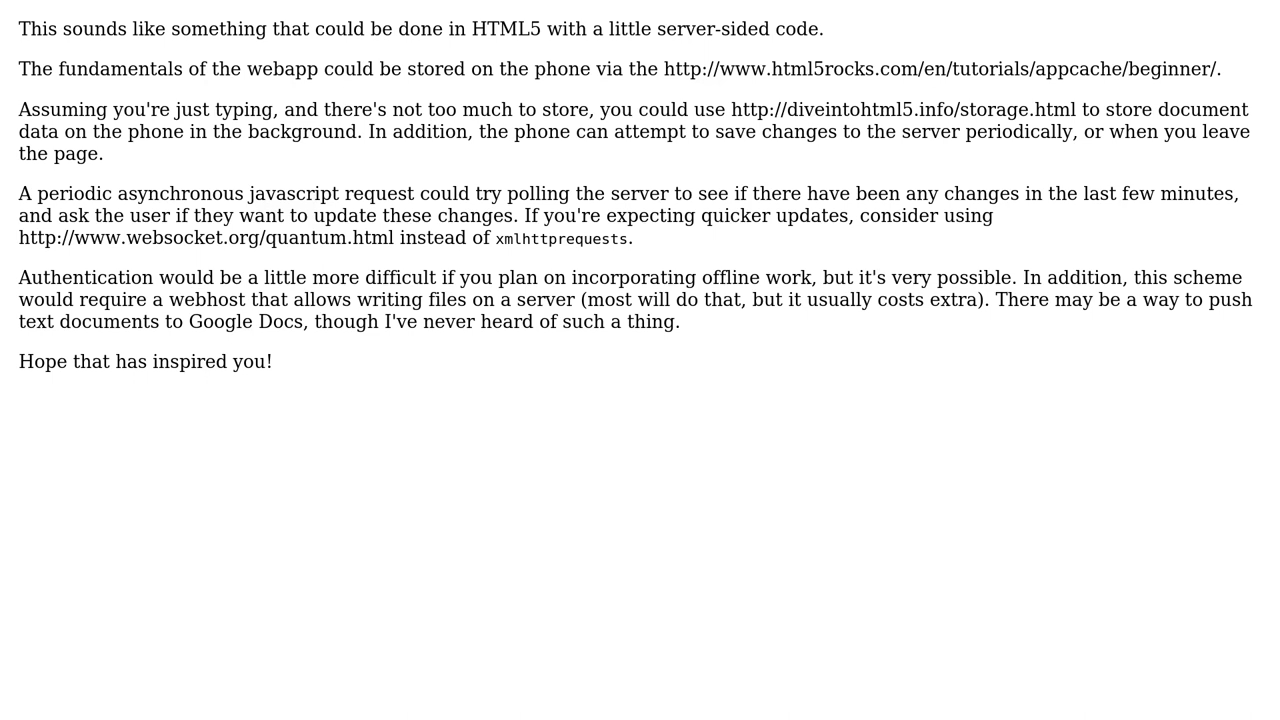 This sounds like something that could be done in HTML5 with a little server-sided code.
The fundamentals of the webapp could be stored on the phone via the http://www.html5rocks.com/en/tutorials/appcache/beginner/.
Assuming you're just typing, and there's not too much to store, you could use http://diveintohtml5.info/storage.html to store document
data on the phone in the background. In addition, the phone can attempt to save changes to the server periodically, or when you leave
the page.
A periodic asynchronous javascript request could try polling the server to see if there have been any changes in the last few minutes,
and ask the user if they want to update these changes. If you're expecting quicker updates, consider using
http://www.websocket.org/quantum.html instead of xmlhttprequests.
Authentication would be a little more difficult if you plan on incorporating offline work, but it's very possible. In addition, this scheme
would require a webhost that allows writing files on a server (most will do that, but it usually costs extra). There may be a way to push
text documents to Google Docs, though I've never heard of such a thing.
Hope that has inspired you!